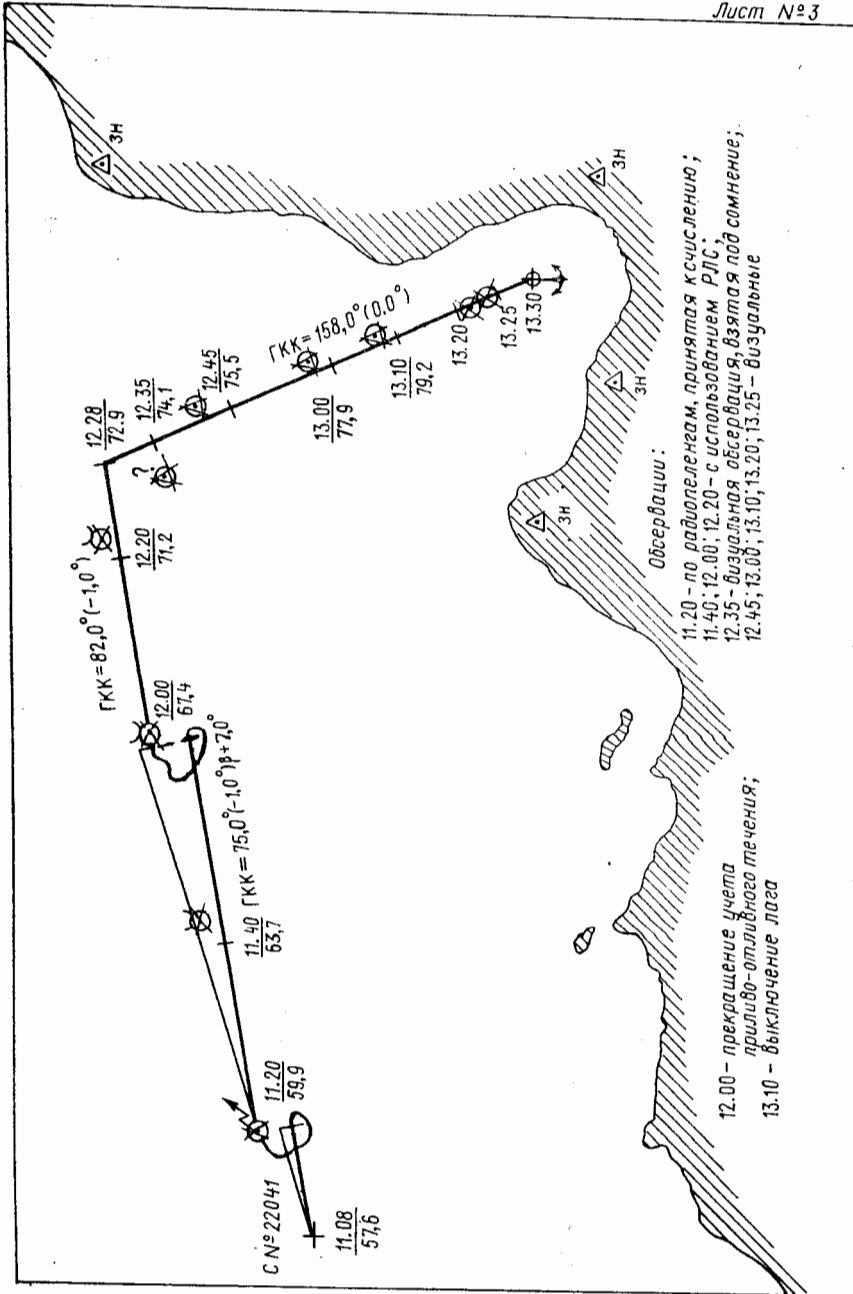 Лист №3
С №22041
11.08
57,6
11.20
59,9
11.40
63,7
ГКК=75,0°(-1,0°)β+7,0°
12.00
67,4
ГКК=82,0°(-1,0°)
12.20
71,2
12.28
72.9
?
12.35
74,1
12.45
75,5
ГКК=158,0°(0.0°)
13.00
77,9
13.10
79,2
13.20
13.25
13.30
Зн
Зн
Зн
Зн
Обсервации:
11.20 - по радиопеленгам, принятая к счислению;
11.40; 12.00; 12.20 - с использованием РЛС;
12.35 - визуальная обсервация, взятая под сомнение;
12.45; 13.00; 13.10; 13.20; 13.25 - визуальные
12.00 - прекращение учета
приливо-отливного течения;
13.10 - выключение лага